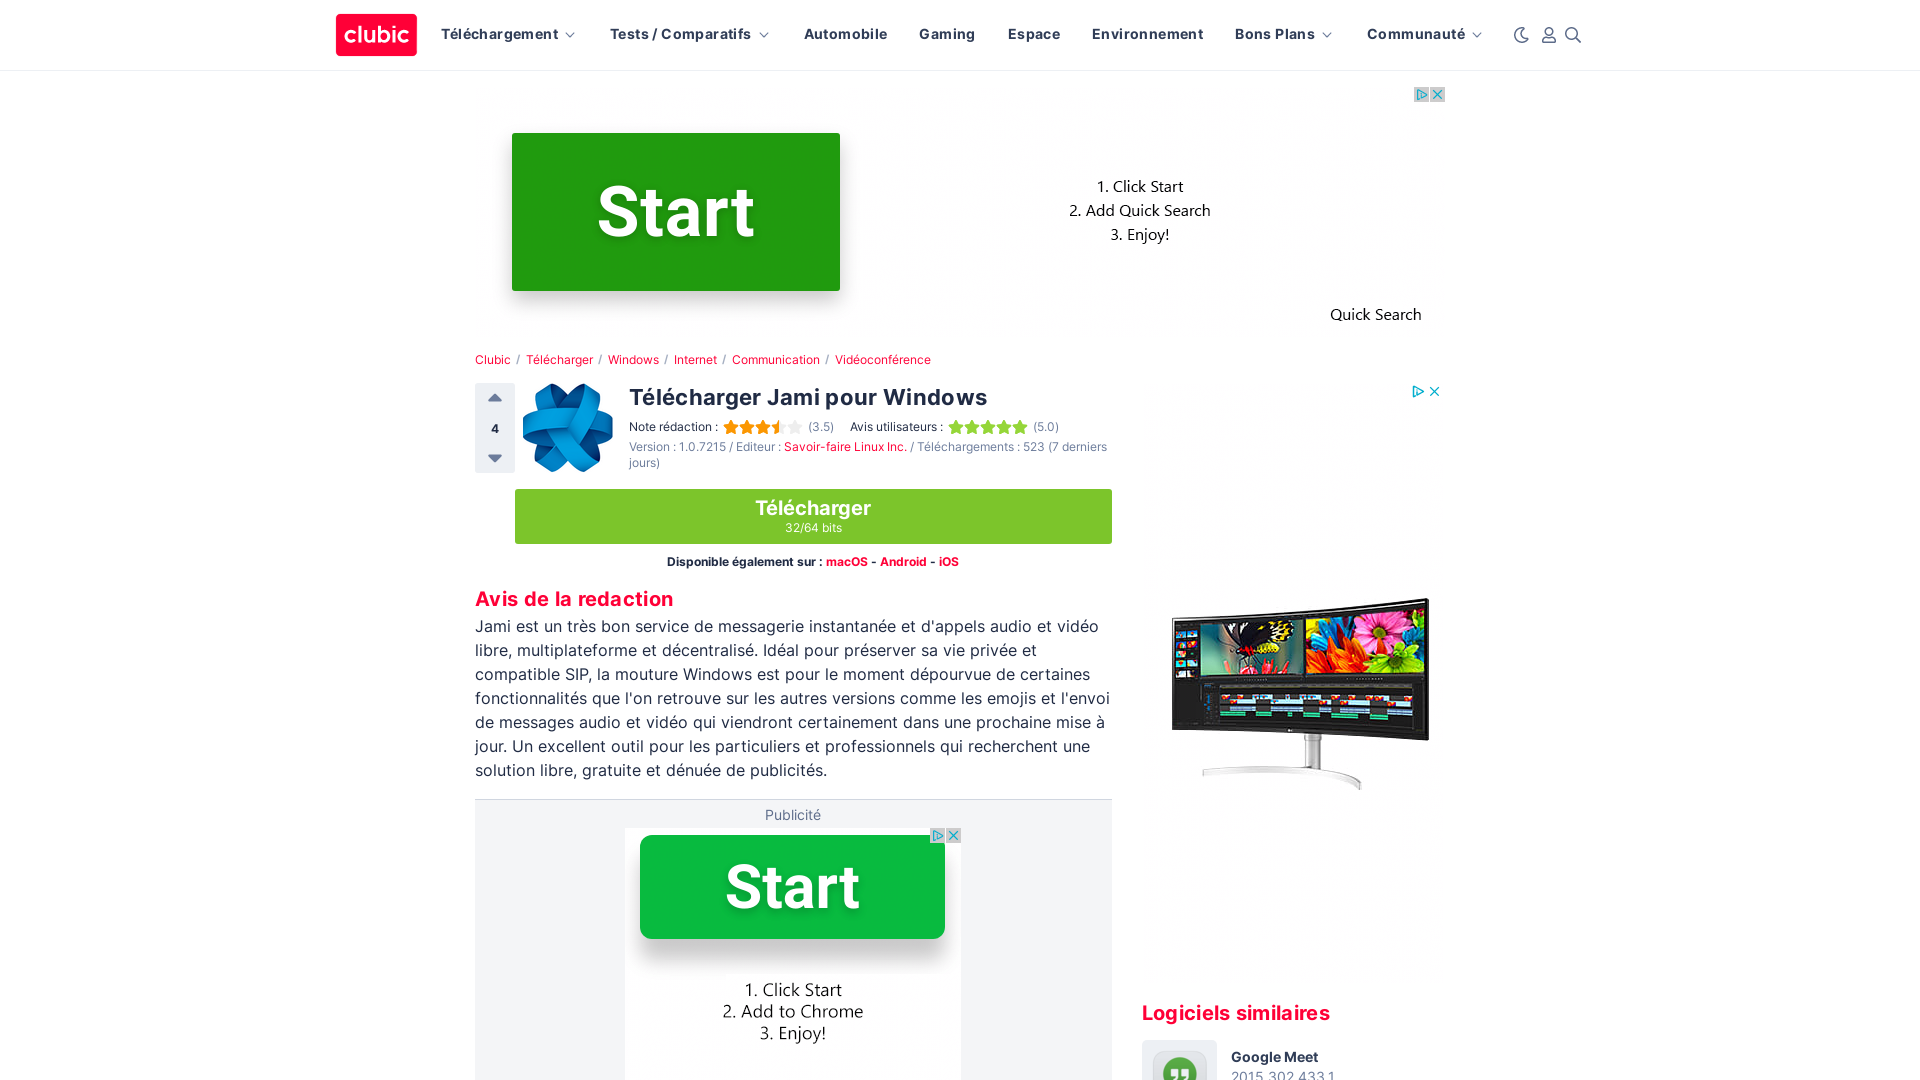 clubic
Téléchargement
Tests / Comparatifs
Automobile
Gaming
Espace
Environnement
Bons Plans
Communauté
Start
1. Click Start
2. Add Quick Search
3. Enjoy!
Quick Search
Clubic / Télécharger / Windows / Internet / Communication / Vidéoconférence
4
Télécharger Jami pour Windows
Note rédaction : (3.5) Avis utilisateurs : (5.0)
Version : 1.0.7215 / Editeur : Savoir-faire Linux Inc. / Téléchargements : 523 (7 derniers
jours)
Télécharger
32/64 bits
Disponible également sur : macOS - Android - iOS
Avis de la redaction
Jami est un très bon service de messagerie instantanée et d'appels audio et vidéo
libre, multiplateforme et décentralisé. Idéal pour préserver sa vie privée et
compatible SIP, la mouture Windows est pour le moment dépourvue de certaines
fonctionnalités que l'on retrouve sur les autres versions comme les emojis et l'envoi
de messages audio et vidéo qui viendront certainement dans une prochaine mise à
jour. Un excellent outil pour les particuliers et professionnels qui recherchent une
solution libre, gratuite et dénuée de publicités.
Publicité
Start
1. Click Start
2. Add to Chrome
3. Enjoy!
Logiciels similaires
Google Meet
2015.302.433.1